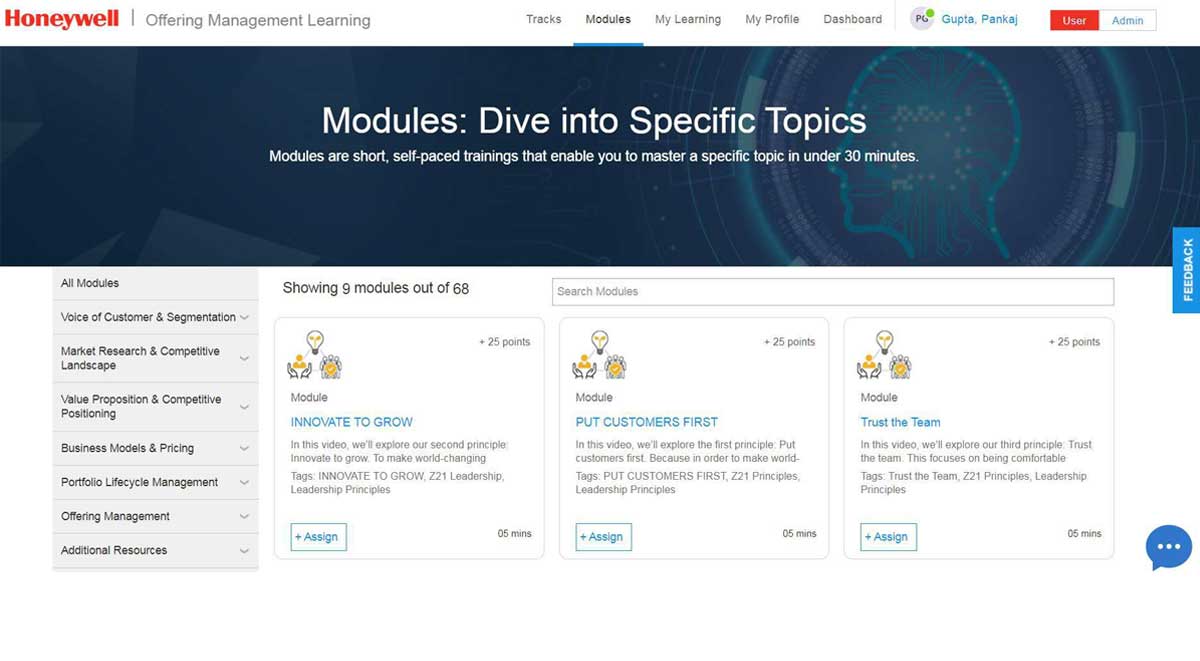 Honeywell | Offering Management Learning
Tracks Modules My Learning My Profile Dashboard PG Gupta, Pankaj User Admin
Modules: Dive into Specific Topics
Modules are short, self-paced trainings that enable you to master a specific topic in under 30 minutes.
FEEDBACK
All Modules
Voice of Customer & Segmentation
Market Research & Competitive
Landscape
Value Proposition & Competitive
Positioning
Business Models & Pricing
Portfolio Lifecycle Management
Offering Management
Additional Resources
Showing 9 modules out of 68
Search Modules
+ 25 points
Module
INNOVATE TO GROW
In this video, we'll explore our second principle:
Innovate to grow. To make world-changing
Tags: INNOVATE TO GROW, Z21 Leadership,
Leadership Principles
+ Assign 05 mins
+ 25 points
Module
PUT CUSTOMERS FIRST
In this video, we'll explore the first principle: Put
customers first. Because in order to make world-
Tags: PUT CUSTOMERS FIRST, Z21 Principles,
Leadership Principles
+ Assign 05 mins
+ 25 points
Module
Trust the Team
In this video, we'll explore our third principle: Trust
the team. This focuses on being comfortable
Tags: Trust the Team, Z21 Principles, Leadership
Principles
+ Assign 05 mins